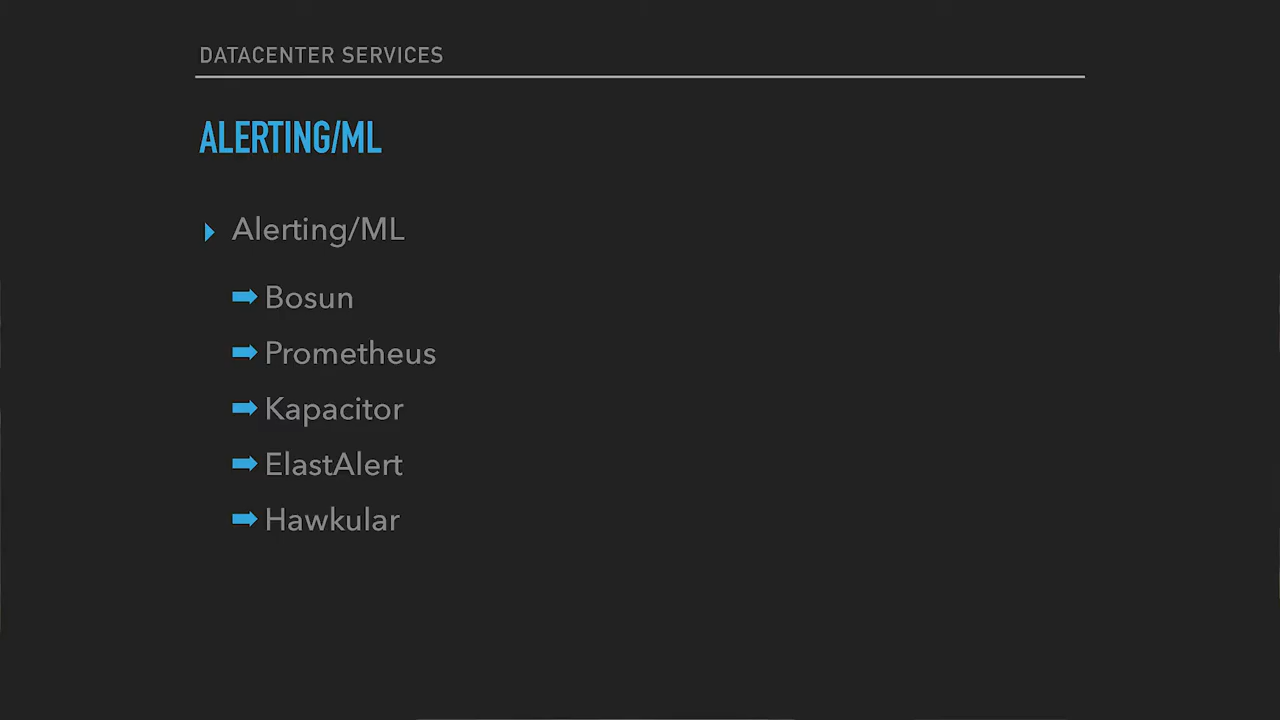 DATACENTER SERVICES
ALERTING/ML
Alerting/ML
Bosun
Prometheus
Kapacitor
ElastAlert
Hawkular